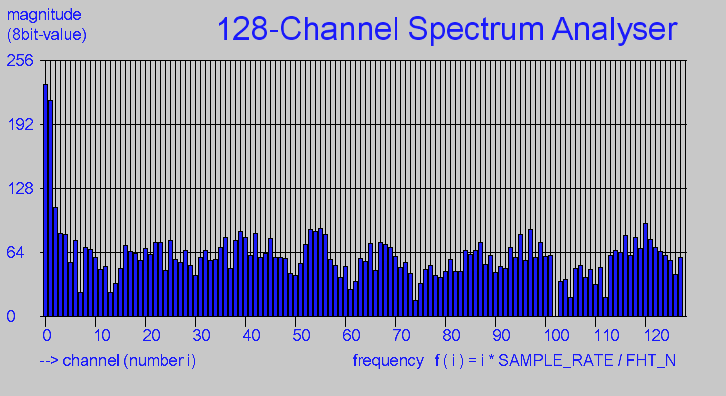 magnitude
(8bit-value)
128-Channel Spectrum Analyser
256
192
128
64
0
0 10 20 30 40 50 60 70 80 90 100 110 120
--> channel (number i)
frequency f ( i ) = i * SAMPLE_RATE / FHT_N